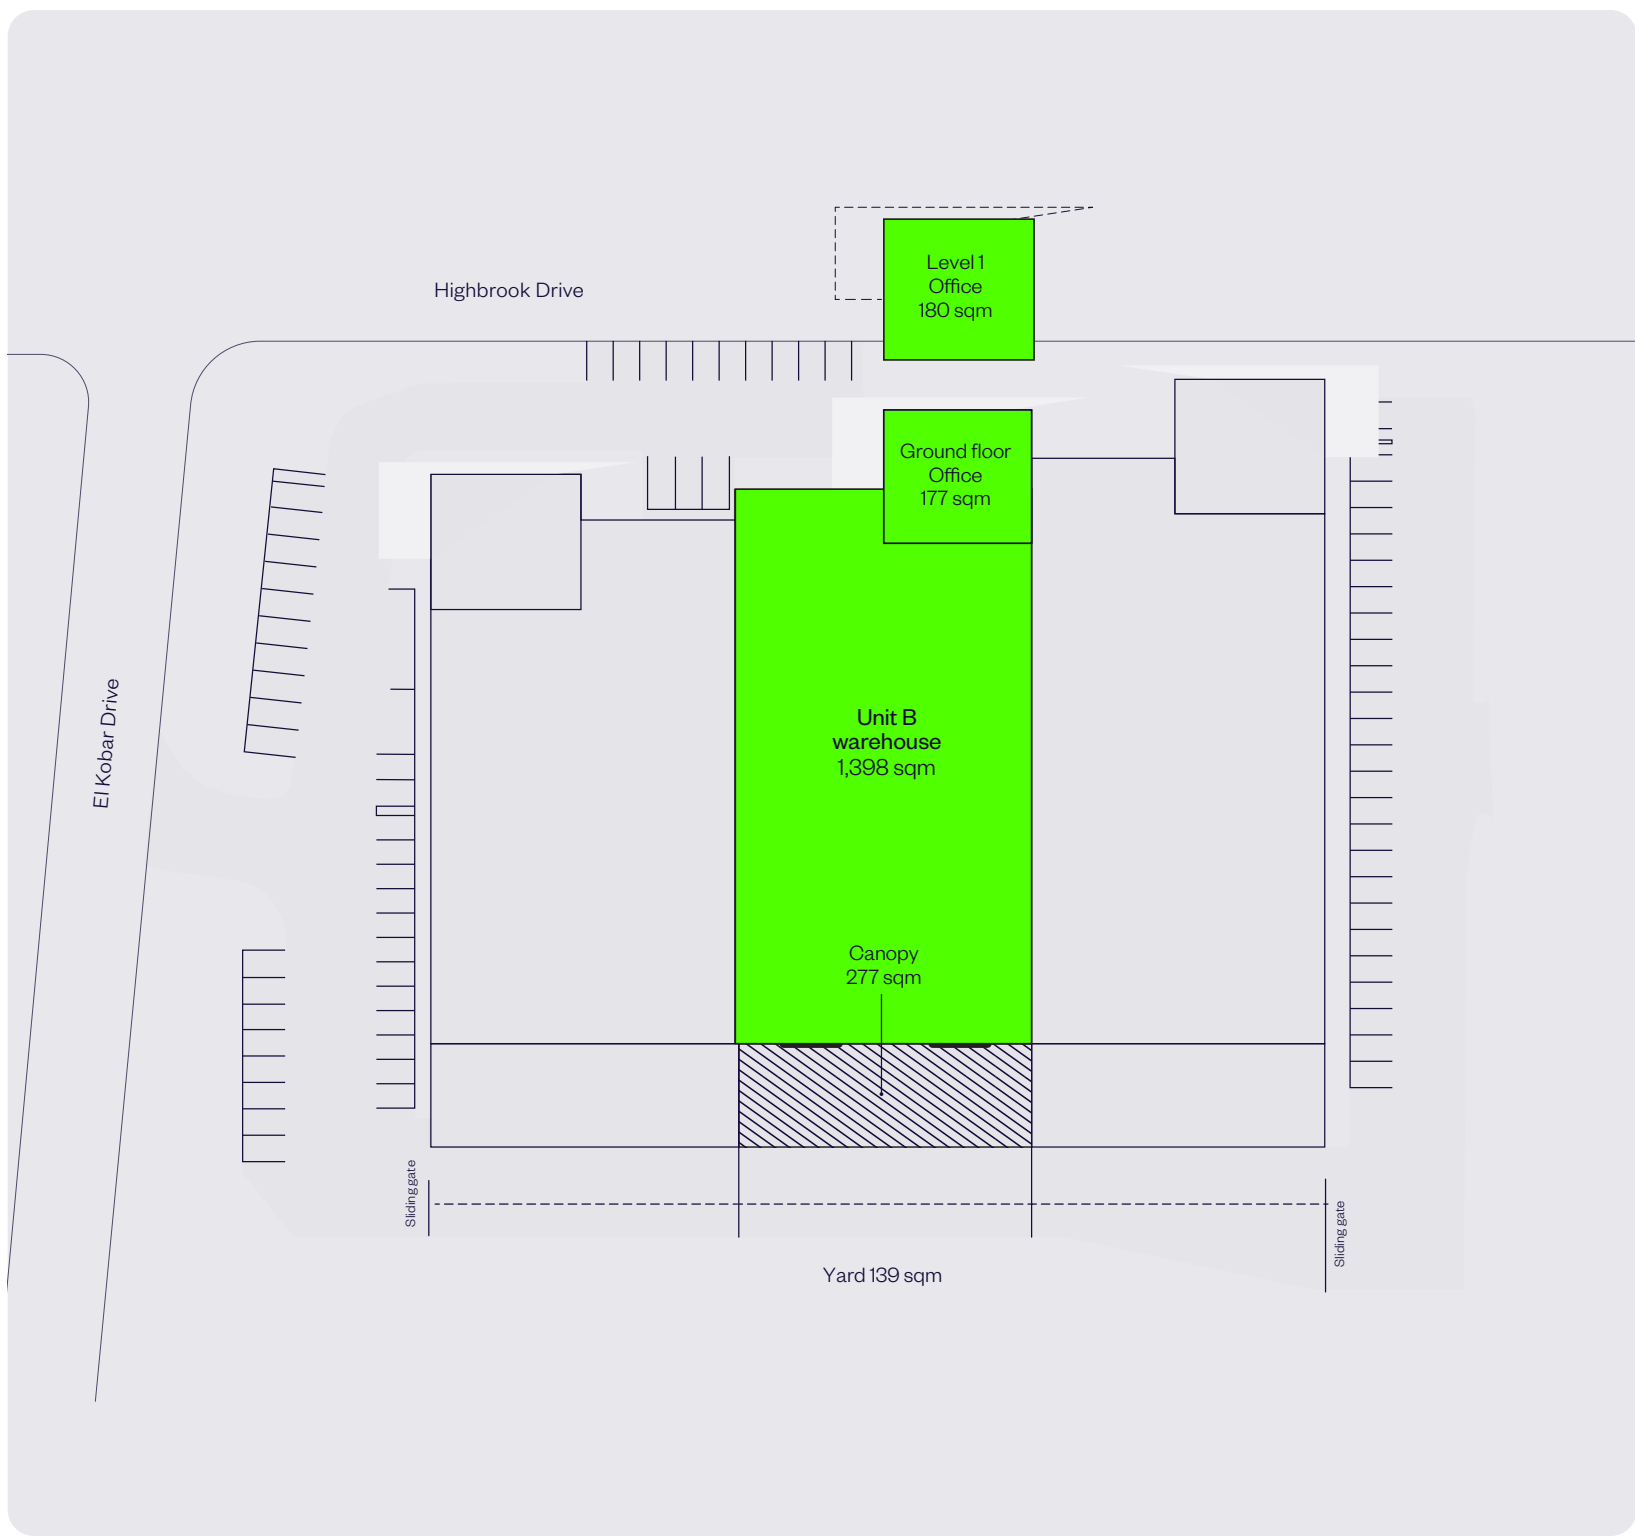 Level 1
Office
180 sqm
Highbrook Drive
Ground floor
Office
177 sqm
El Kobar Drive
Unit B
warehouse
1,398 sqm
Canopy
277 sqm
Sliding gate
Sliding gate
Yard 139 sqm